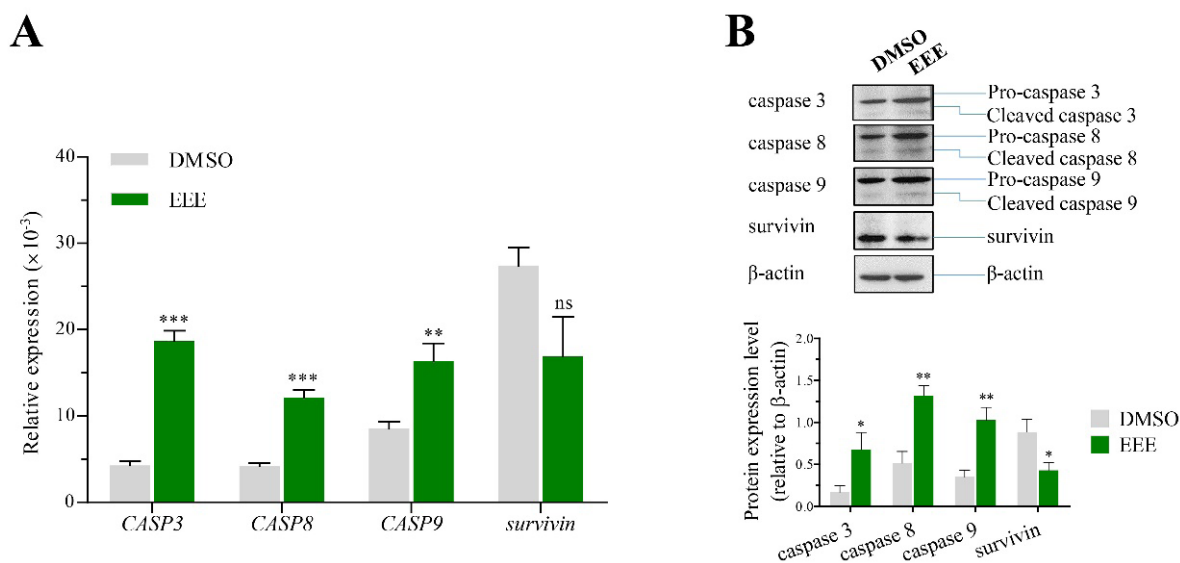 A
DMSO
EEE
Relative expression (×10⁻³)
40
30
20
10
0
***
***
**
ns
CASP3
CASP8
CASP9
survivin
B
DMSO
EEE
caspase 3
Pro-caspase 3
Cleaved caspase 3
caspase 8
Pro-caspase 8
Cleaved caspase 8
caspase 9
Pro-caspase 9
Cleaved caspase 9
survivin
survivin
β-actin
β-actin
Protein expression level
(relative to β-actin)
2.0
1.5
1.0
0.5
0.0
*
**
**
*
DMSO
EEE
caspase 3
caspase 8
caspase 9
survivin